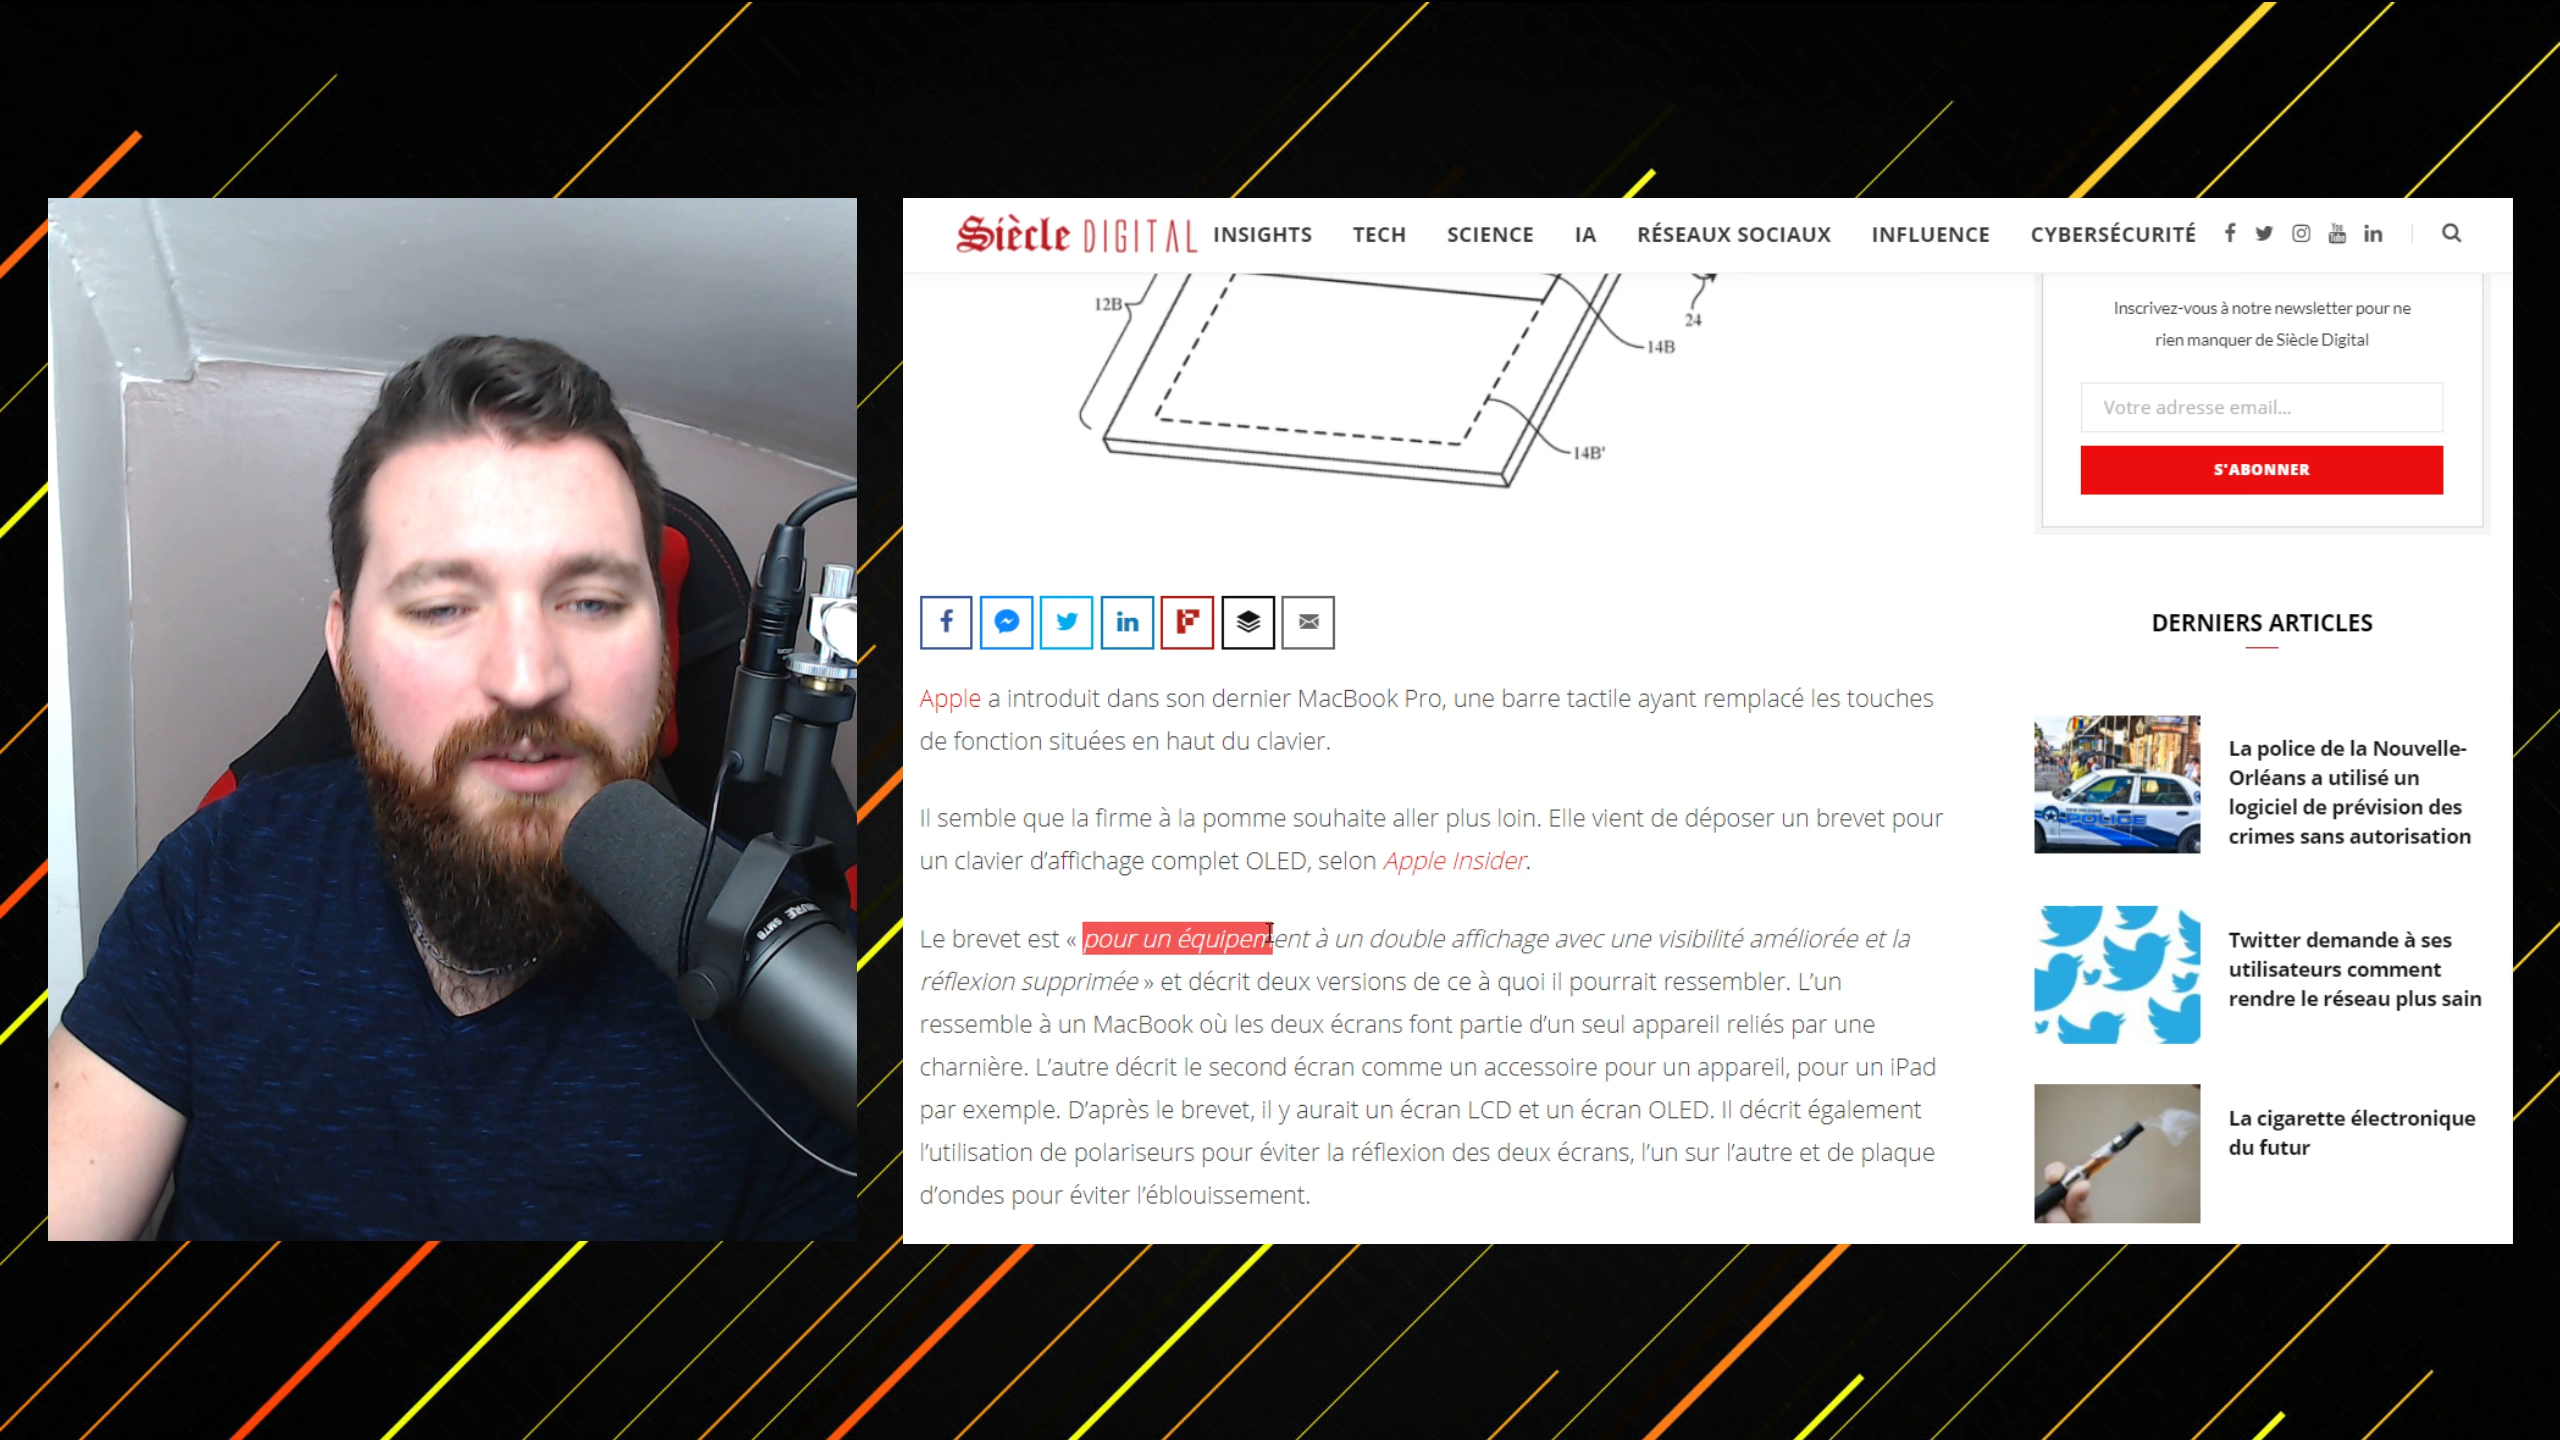 Siècle DIGITAL INSIGHTS TECH SCIENCE IA RÉSEAUX SOCIAUX INFLUENCE CYBERSÉCURITÉ
12B
24
14B
14B'
Inscrivez-vous à notre newsletter pour ne
rien manquer de Siècle Digital
Votre adresse email...
S'ABONNER
Apple a introduit dans son dernier MacBook Pro, une barre tactile ayant remplacé les touches
de fonction situées en haut du clavier.
Il semble que la firme à la pomme souhaite aller plus loin. Elle vient de déposer un brevet pour
un clavier d’affichage complet OLED, selon Apple Insider.
Le brevet est « pour un équipement à un double affichage avec une visibilité améliorée et la
réflexion supprimée » et décrit deux versions de ce à quoi il pourrait ressembler. L’un
ressemble à un MacBook où les deux écrans font partie d’un seul appareil reliés par une
charnière. L’autre décrit le second écran comme un accessoire pour un appareil, pour un iPad
par exemple. D’après le brevet, il y aurait un écran LCD et un écran OLED. Il décrit également
l’utilisation de polariseurs pour éviter la réflexion des deux écrans, l’un sur l’autre et de plaque
d’ondes pour éviter l’éblouissement.
DERNIERS ARTICLES
La police de la Nouvelle-
Orléans a utilisé un
logiciel de prévision des
crimes sans autorisation
POLICE
Twitter demande à ses
utilisateurs comment
rendre le réseau plus sain
La cigarette électronique
du futur
SHURE SM7B